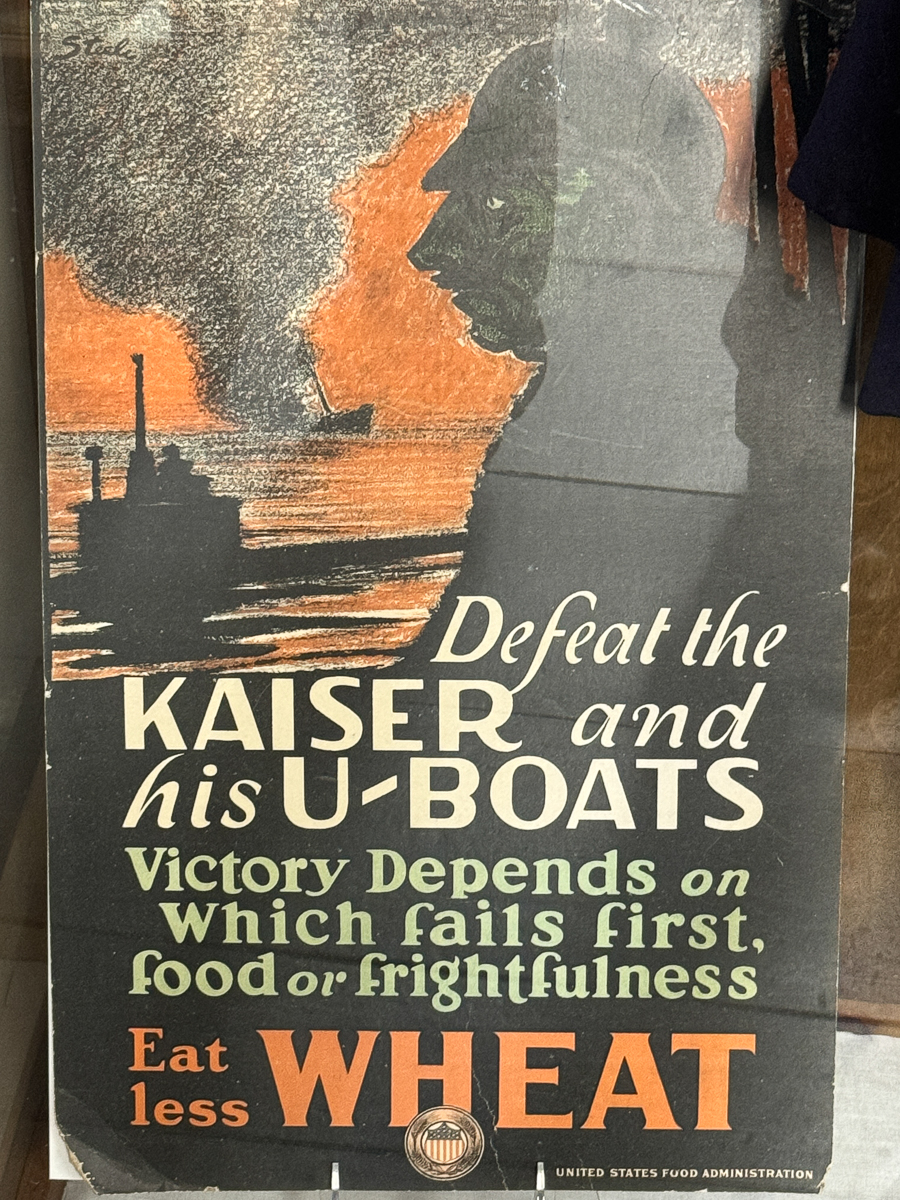 Steele
Defeat the
KAISER and
his U-BOATS
Victory Depends on
Which fails first,
food or frightfulness
Eat
less WHEAT
UNITED STATES FOOD ADMINISTRATION